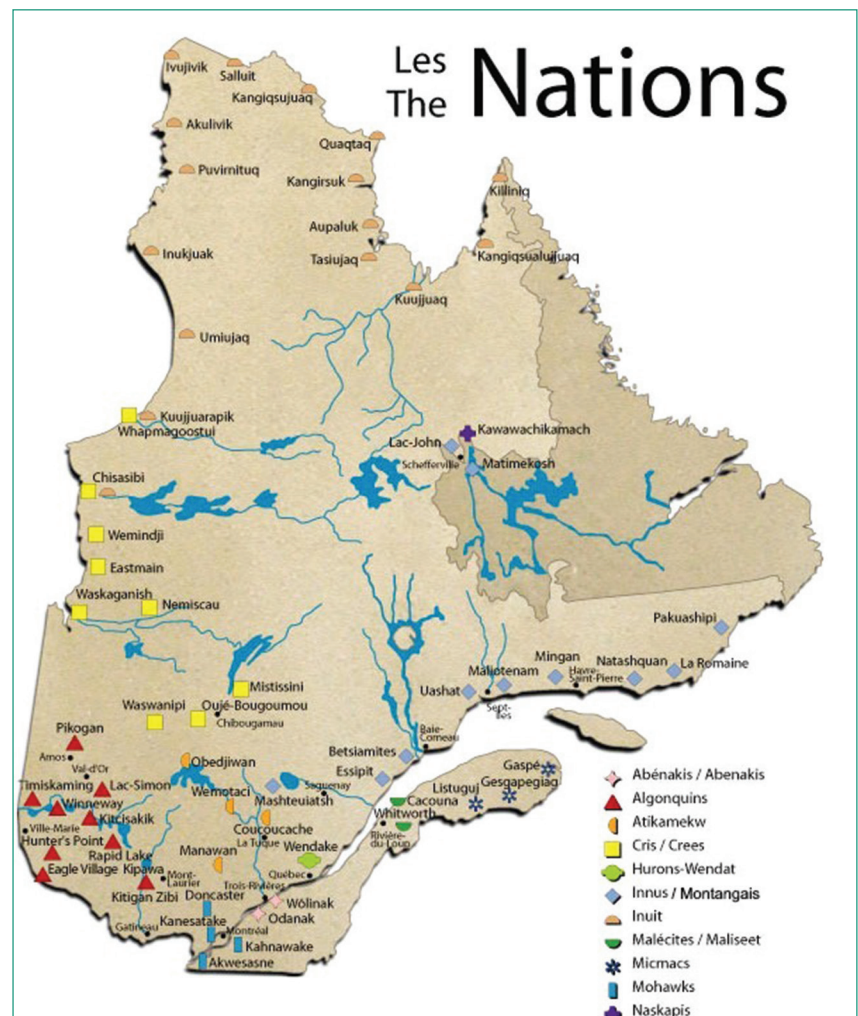 Les
The
Nations
Ivujivik
Salluit
Kangiqsujuaq
Akulivik
Quaqtaq
Puvirnituq
Kangirsuk
Killiniq
Aupaluk
Inukjuak
Tasiujaq
Kangiqsualujjuaq
Kuujjuaq
Umiujaq
Kuujjuarapik
Whapmagoostui
Kawawachikamach
Lac-John
Schefferville
Matimekosh
Chisasibi
Wemindji
Eastmain
Waskaganish
Nemiscau
Pakuashipi
Mingan
Natashquan
La Romaine
Maliotenam
Havre-
Saint-Pierre
Uashat
Sept-
Iles
Mistissini
Waswanipi
Oujé-Bougoumou
Chibougamau
Pikogan
Baie-
Comeau
Amos
Betsiamites
Obedjiwan
Val-d'Or
Essipit
Gaspé
Timiskaming
Lac-Simon
Wemotaci
Saguenay
Listuguj
Gesgapegiag
Mashteuiatsh
Cacouna
Winneway
Kitcisakik
Whitworth
Ville-Marie
Coucoucache
Rivière-
du-Loup
Hunter's Point
La Tuque
Wendake
Rapid Lake
Manawan
Eagle Village Kipawa
Mont-
Laurier
Québec
Kitigan Zibi
Trois-Rivières
Doncaster
Wôlinak
Kanesatake
Odanak
Gatineau
Montréal
Kahnawake
Akwesasne
Abénakis / Abenakis
Algonquins
Atikamekw
Cris / Crees
Hurons-Wendat
Innus / Montangais
Inuit
Malécites / Maliseet
Micmacs
Mohawks
Naskapis